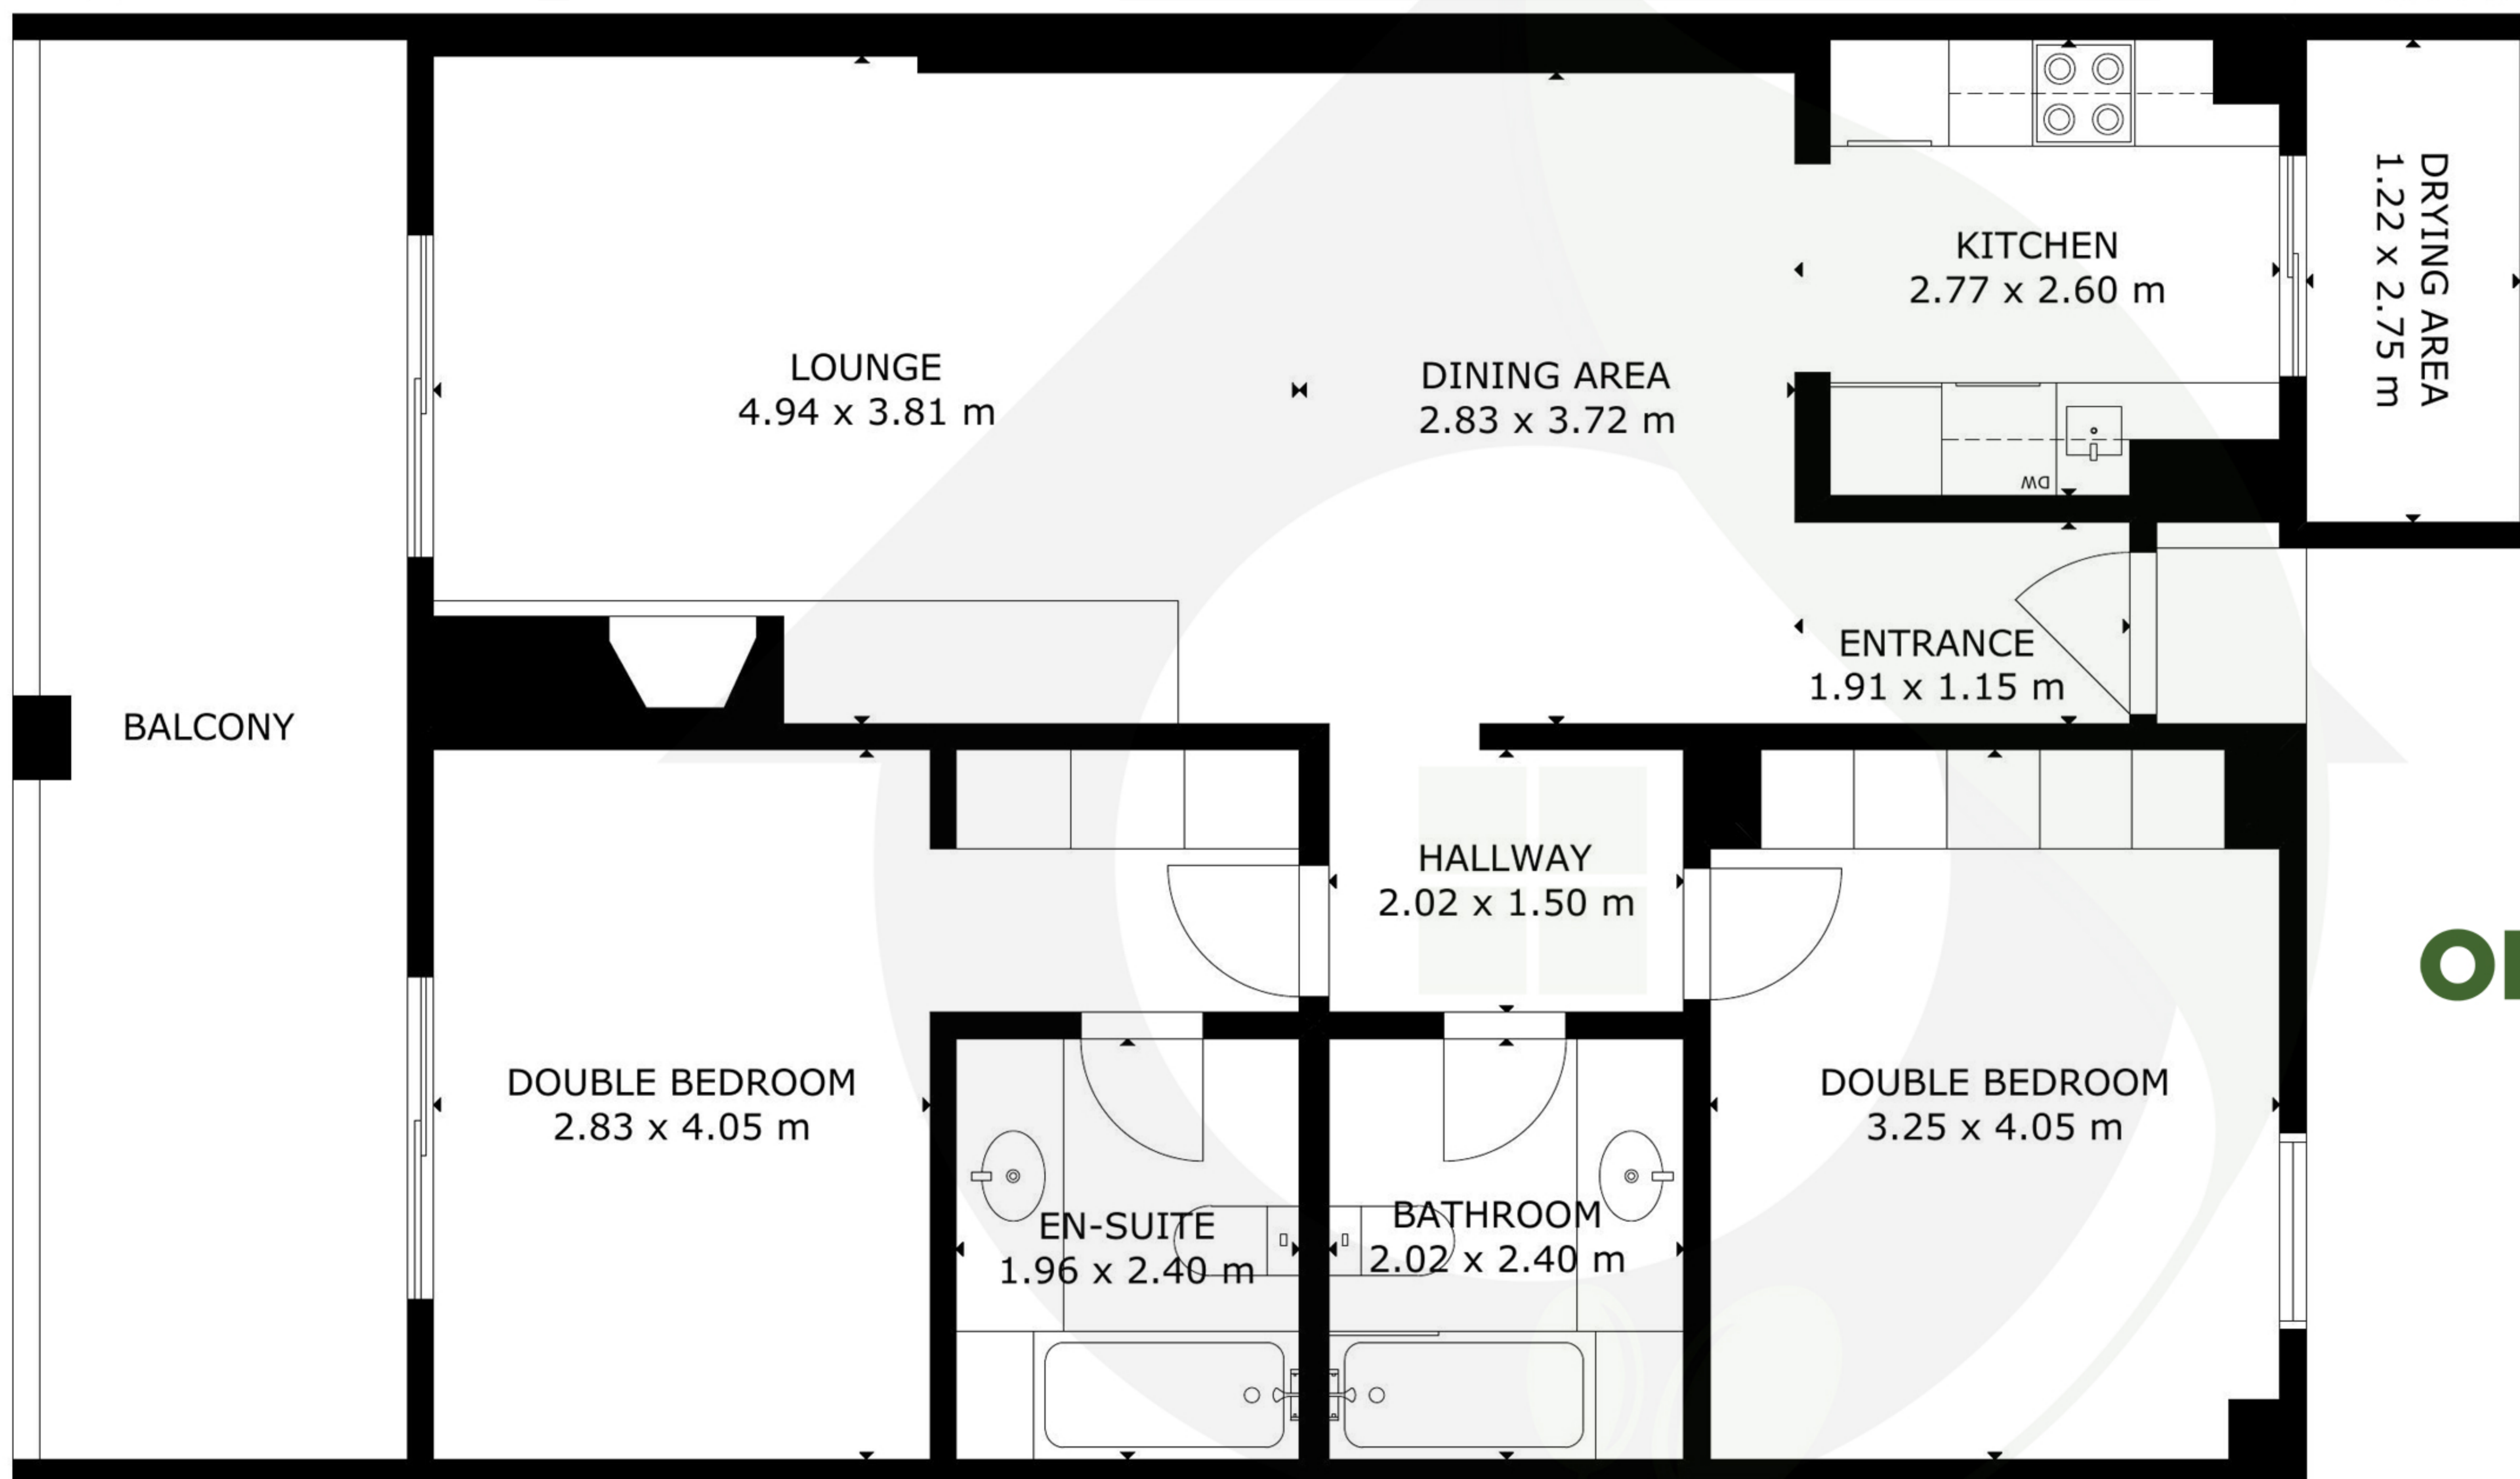 KITCHEN
2.77 x 2.60 m
DRYING AREA
1.22 x 2.75 m
LOUNGE
4.94 x 3.81 m
DINING AREA
2.83 x 3.72 m
DW
ENTRANCE
1.91 x 1.15 m
BALCONY
HALLWAY
2.02 x 1.50 m
DOUBLE BEDROOM
2.83 x 4.05 m
DOUBLE BEDROOM
3.25 x 4.05 m
EN-SUITE
1.96 x 2.40 m
BATHROOM
2.02 x 2.40 m